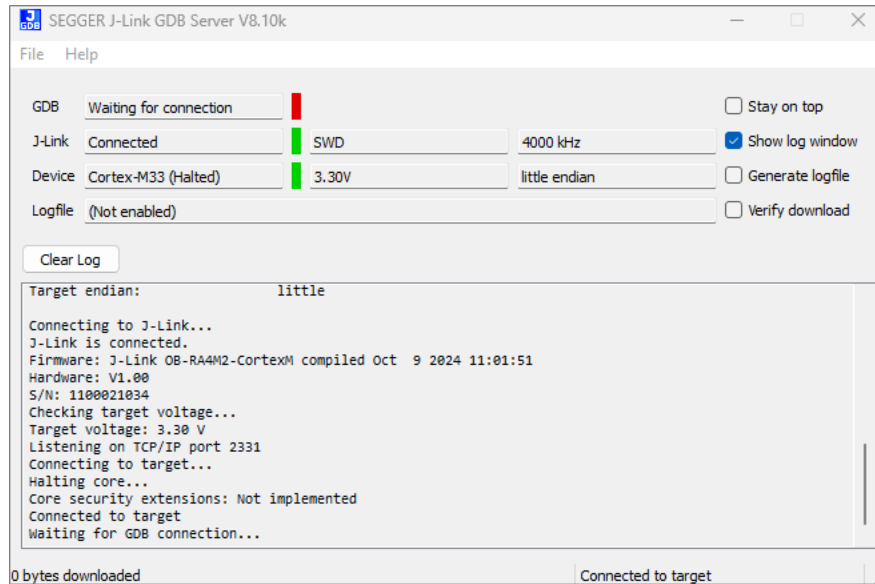 SEGGER J-Link GDB Server V8.10k
File Help
GDB Waiting for connection Stay on top
J-Link Connected SWD 4000 kHz Show log window
Device Cortex-M33 (Halted) 3.30V little endian Generate logfile
Logfile (Not enabled) Verify download
Clear Log
Target endian: little
Connecting to J-Link...
J-Link is connected.
Firmware: J-Link OB-RA4M2-CortexM compiled Oct  9 2024 11:01:51
Hardware: V1.00
S/N: 1100021034
Checking target voltage...
Target voltage: 3.30 V
Listening on TCP/IP port 2331
Connecting to target...
Halting core...
Core security extensions: Not implemented
Connected to target
Waiting for GDB connection...
0 bytes downloaded Connected to target